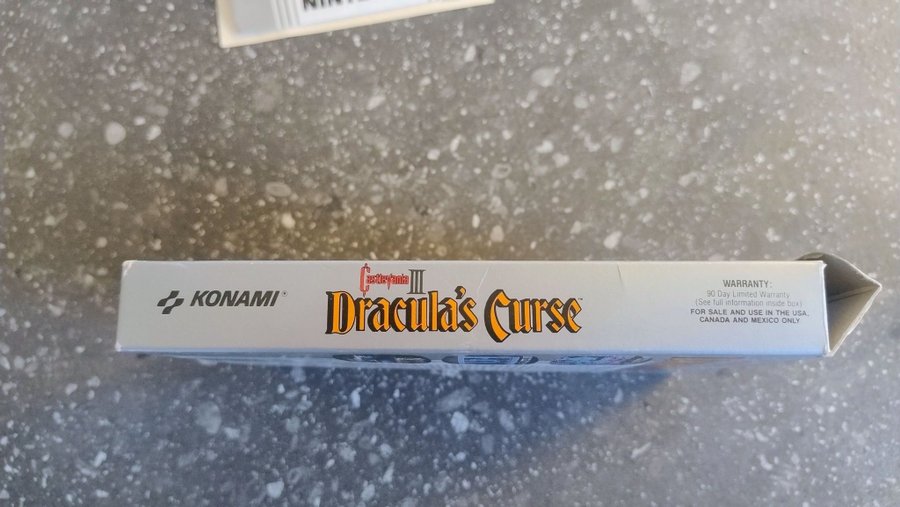 KONAMI®
Castlevania III
Dracula's Curse™
WARRANTY:
90 Day Limited Warranty
(See full information inside box)
FOR SALE AND USE IN THE USA,
CANADA AND MEXICO ONLY